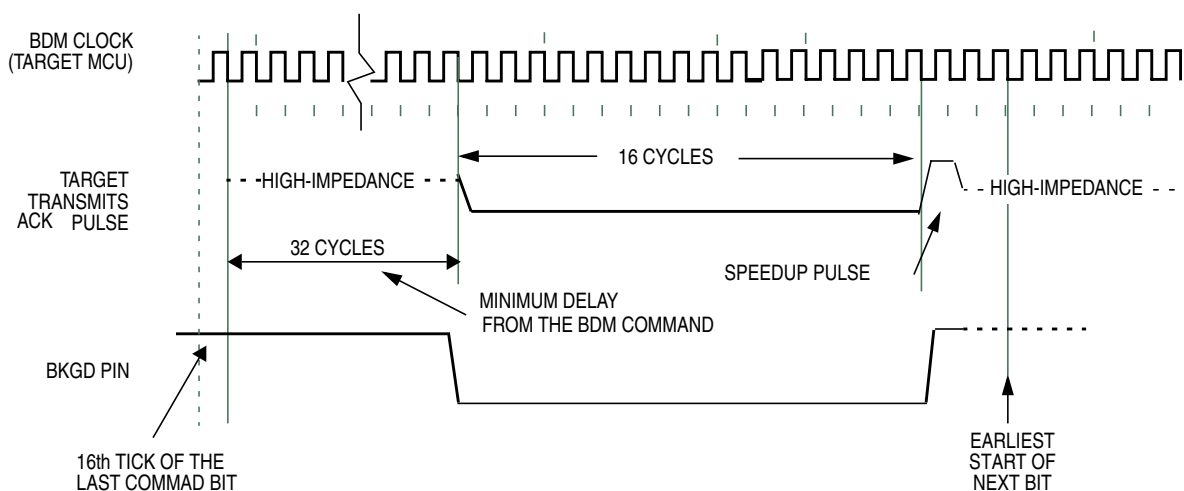 BDM CLOCK
(TARGET MCU)
16 CYCLES
TARGET
TRANSMITS
ACK PULSE
HIGH-IMPEDANCE
HIGH-IMPEDANCE
32 CYCLES
SPEEDUP PULSE
MINIMUM DELAY
FROM THE BDM COMMAND
BKGD PIN
16th TICK OF THE
LAST COMMAD BIT
EARLIEST
START OF
NEXT BIT